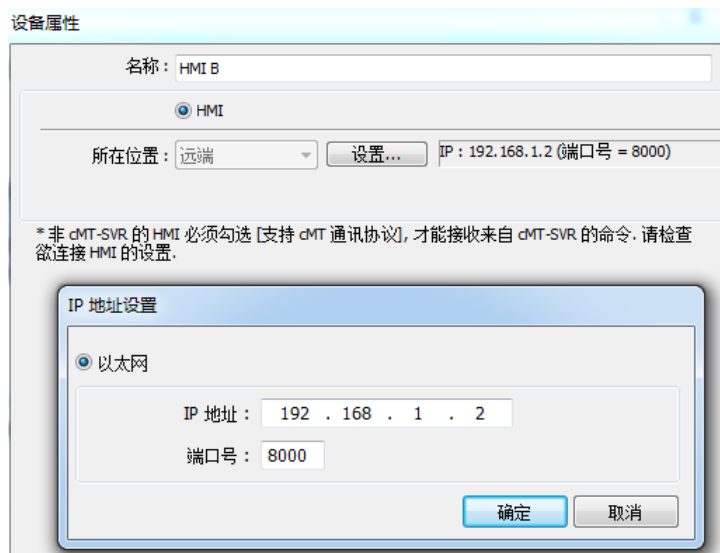 设备属性
名称： HMI B
HMI
所在位置： 远端 设置... IP : 192.168.1.2 (端口号 = 8000)
* 非 cMT-SVR 的 HMI 必须勾选 [支持 cMT 通讯协议], 才能接收来自 cMT-SVR 的命令. 请检查
欲连接 HMI 的设置.
IP 地址设置
以太网
IP 地址： 192 . 168 . 1 . 2
端口号： 8000
确定 取消